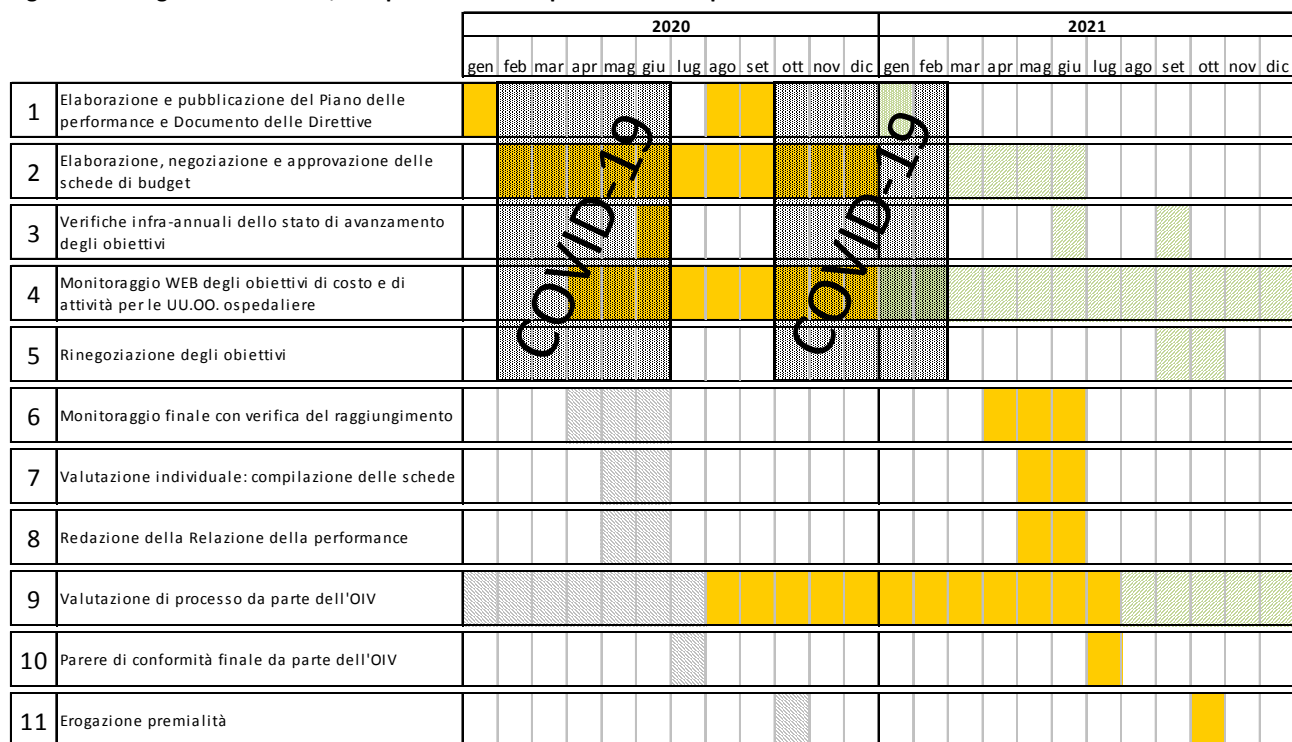 2020 2021
gen feb mar apr mag giu lug ago set ott nov dic gen feb mar apr mag giu lug ago set ott nov dic
1 Elaborazione e pubblicazione del Piano delle
performance e Documento delle Direttive
2 Elaborazione, negoziazione e approvazione delle
schede di budget
3 Verifiche infra-annuali dello stato di avanzamento
degli obiettivi
4 Monitoraggio WEB degli obiettivi di costo e di
attività per le UU.OO. ospedaliere
5 Rinegoziazione degli obiettivi
COVID-19 COVID-19
6 Monitoraggio finale con verifica del raggiungimento
7 Valutazione individuale: compilazione delle schede
8 Redazione della Relazione della performance
9 Valutazione di processo da parte dell'OIV
10 Parere di conformità finale da parte dell'OIV
11 Erogazione premialità